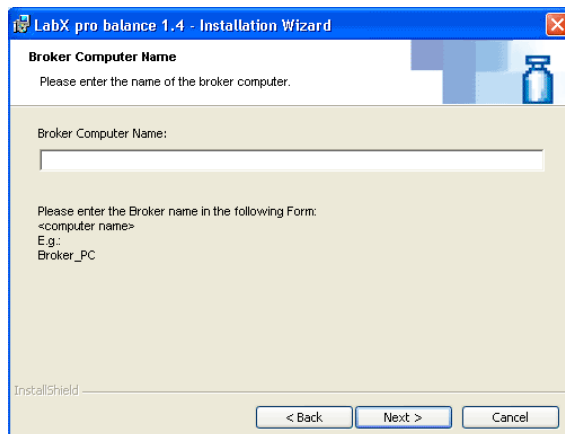 LabX pro balance 1.4 - Installation Wizard
Broker Computer Name
Please enter the name of the broker computer.
Broker Computer Name:
Please enter the Broker name in the following Form:
<computer name>
E.g.:
Broker_PC
InstallShield
< Back
Next >
Cancel